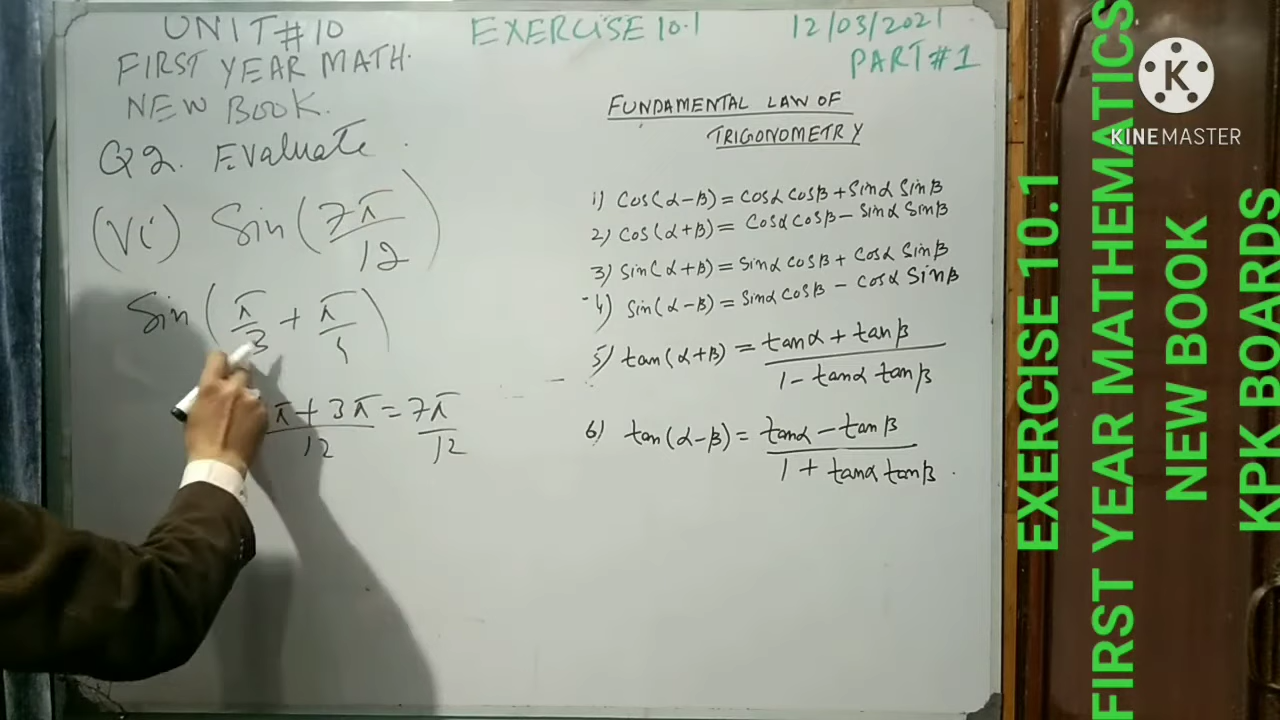 UNIT#10
FIRST YEAR MATH.
NEW BOOK.
EXERCISE 10.1
12/03/2021
PART#1
Q2. Evaluate.
(Vi) Sin(7π/12)
Sin(π/3 + π/4)
π + 3π/12 = 7π/12
FUNDAMENTAL LAW OF
TRIGONOMETRY
1) Cos(α-β) = Cosα Cosβ + Sinα Sinβ
2) Cos(α+β) = Cosα Cosβ - Sinα Sinβ
3) Sin(α+β) = Sinα Cosβ + Cosα Sinβ
4) Sin(α-β) = Sinα Cosβ - Cosα Sinβ
5) tan(α+β) = tanα + tanβ / 1 - tanα tanβ
6) tan(α-β) = tanα - tanβ / 1 + tanα tanβ.
KINEMASTER
EXERCISE 10.1
FIRST YEAR MATHEMATICS
NEW BOOK
KPK BOARDS